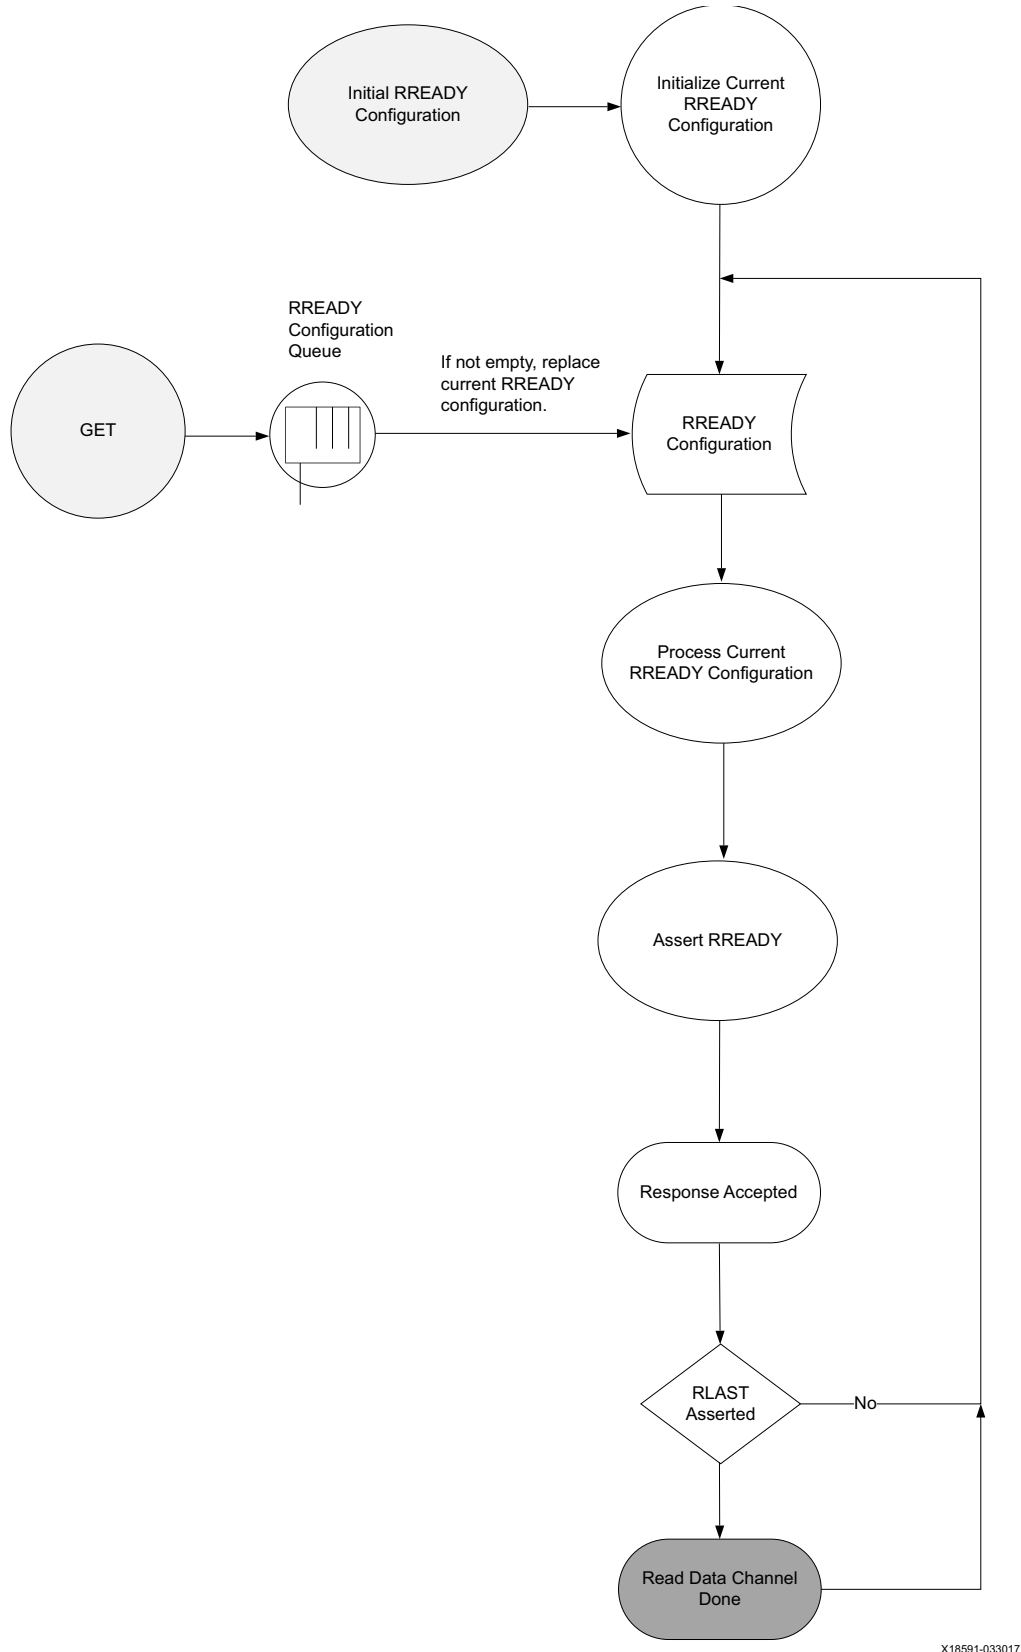 Initial RREADY
Configuration
Initialize Current
RREADY
Configuration
RREADY
Configuration
Queue
If not empty, replace
current RREADY
configuration.
GET
RREADY
Configuration
Process Current
RREADY Configuration
Assert RREADY
Response Accepted
RLAST
Asserted
No
Read Data Channel
Done
X18591-033017